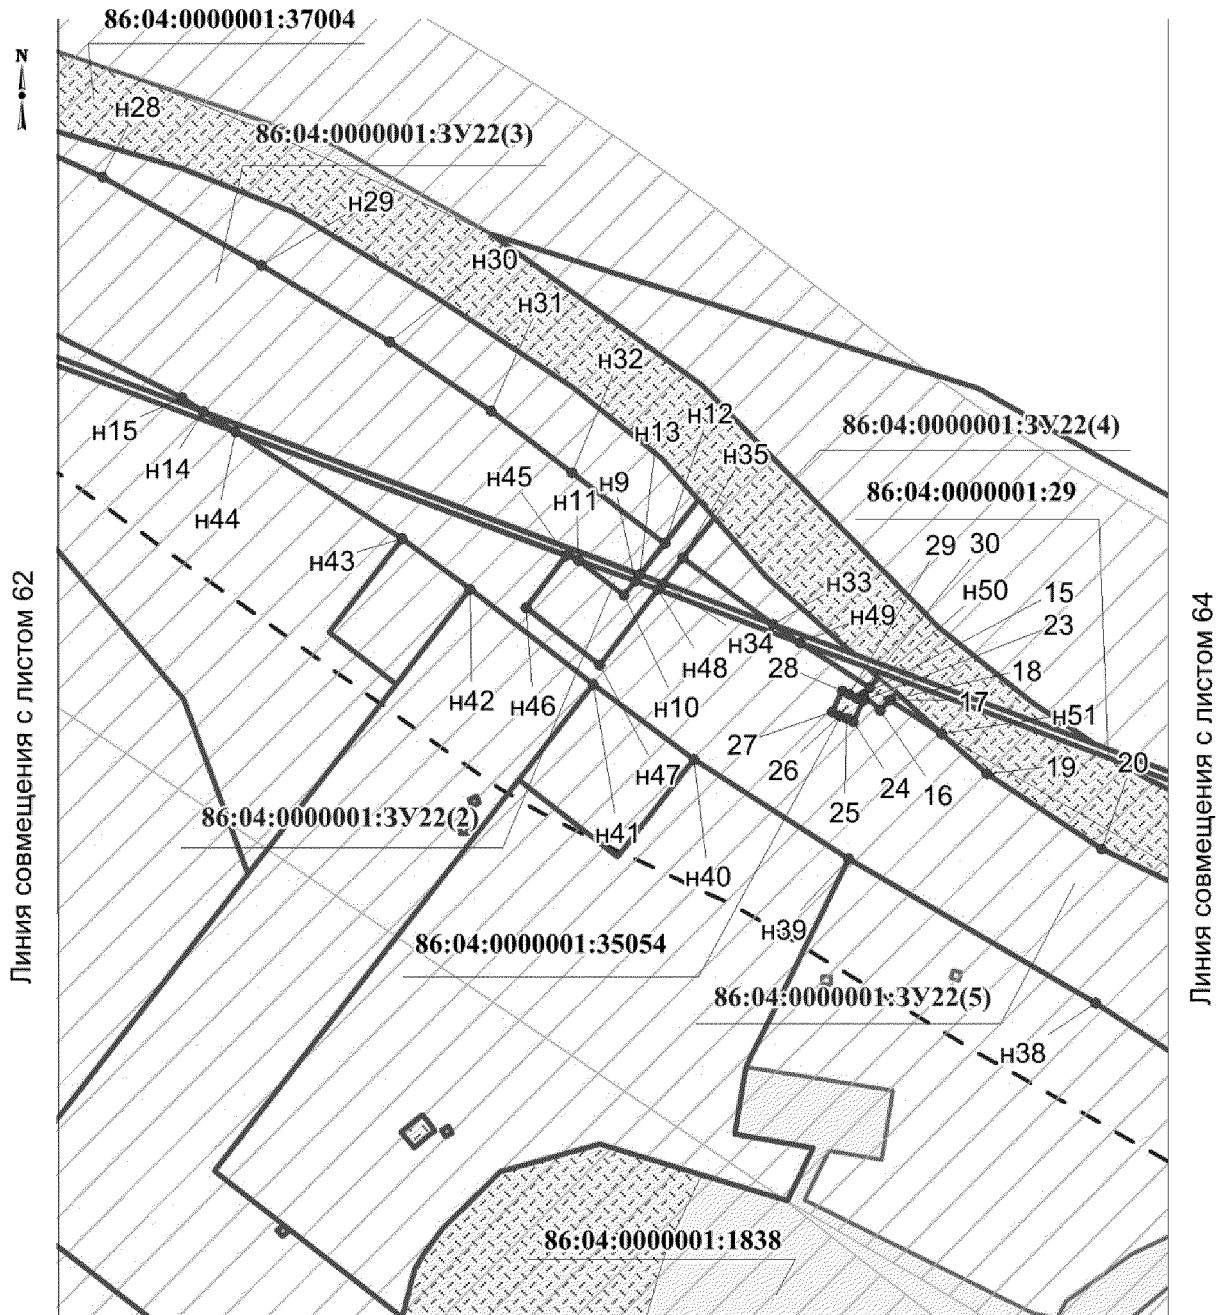 86:04:0000001:37004
N
н28
86:04:0000001:ЗУ22(3)
н29
н30
н31
н32
н12
н13
86:04:0000001:ЗУ22(4)
н35
н15
н14
н45
н9
н11
86:04:0000001:29
н44
29 30
н43
н33
н50
15
н49
23
н34
н48
28
18
н42
н46
н10
17
н51
27
н47
26
19
20
24
16
25
86:04:0000001:ЗУ22(2)
н41
н40
н39
86:04:0000001:35054
86:04:0000001:ЗУ22(5)
н38
86:04:0000001:1838
Линия совмещения с листом 62
Линия совмещения с листом 64